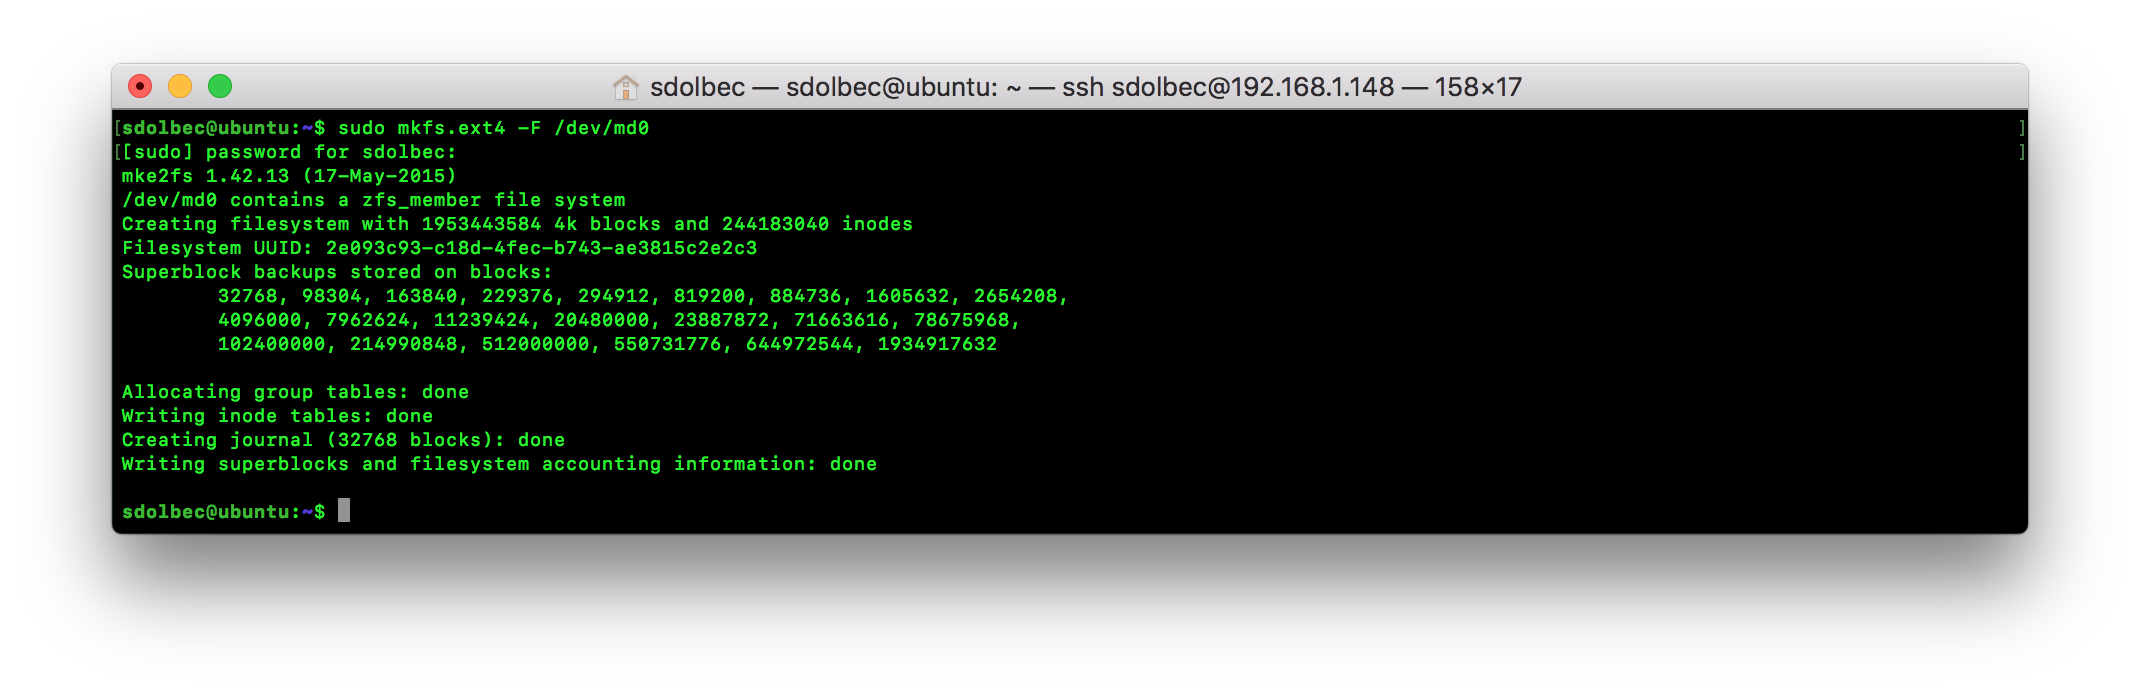 sdolbec — sdolbec@ubuntu: ~ — ssh sdolbec@192.168.1.148 — 158×17
[sdolbec@ubuntu:~$ sudo mkfs.ext4 -F /dev/md0 ]
[[sudo] password for sdolbec: ]
mke2fs 1.42.13 (17-May-2015)
/dev/md0 contains a zfs_member file system
Creating filesystem with 1953443584 4k blocks and 244183040 inodes
Filesystem UUID: 2e093c93-c18d-4fec-b743-ae3815c2e2c3
Superblock backups stored on blocks:
32768, 98304, 163840, 229376, 294912, 819200, 884736, 1605632, 2654208,
4096000, 7962624, 11239424, 20480000, 23887872, 71663616, 78675968,
102400000, 214990848, 512000000, 550731776, 644972544, 1934917632
Allocating group tables: done
Writing inode tables: done
Creating journal (32768 blocks): done
Writing superblocks and filesystem accounting information: done
sdolbec@ubuntu:~$